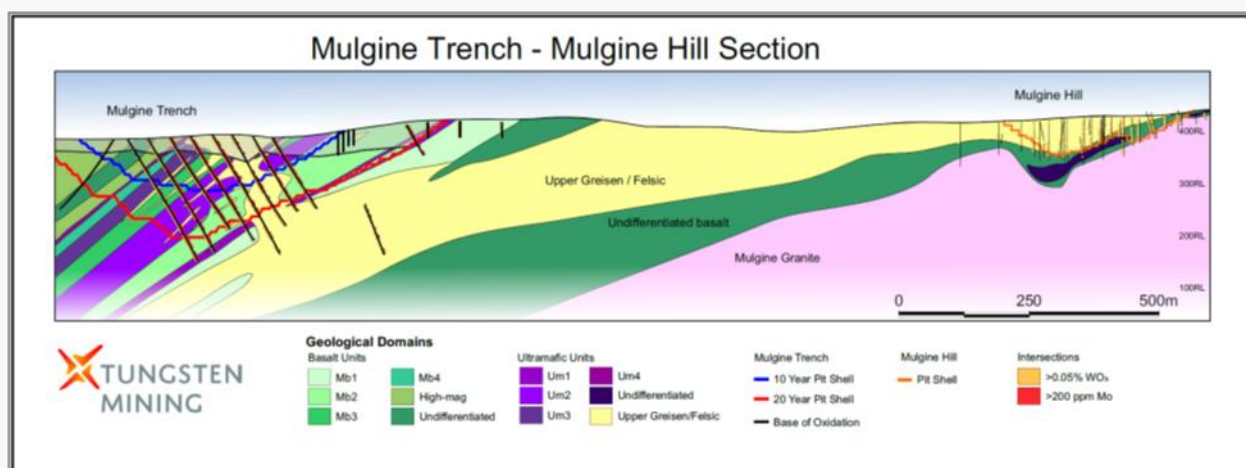 Mulgine Trench - Mulgine Hill Section
Mulgine Trench
Mulgine Hill
400RL
Upper Greisen / Felsic
300RL
Undifferentiated basalt
200RL
Mulgine Granite
100RL
0 250 500m
TUNGSTEN
MINING
Geological Domains
Basalt Units
Mb1
Mb2
Mb3
Mb4
High-mag
Undifferentiated
Ultramafic Units
Um1
Um2
Um3
Um4
Undifferentiated
Upper Greisen/Felsic
Mulgine Trench
10 Year Pit Shell
20 Year Pit Shell
Base of Oxidation
Mulgine Hill
Pit Shell
Intersections
>0.05% WO₃
>200 ppm Mo